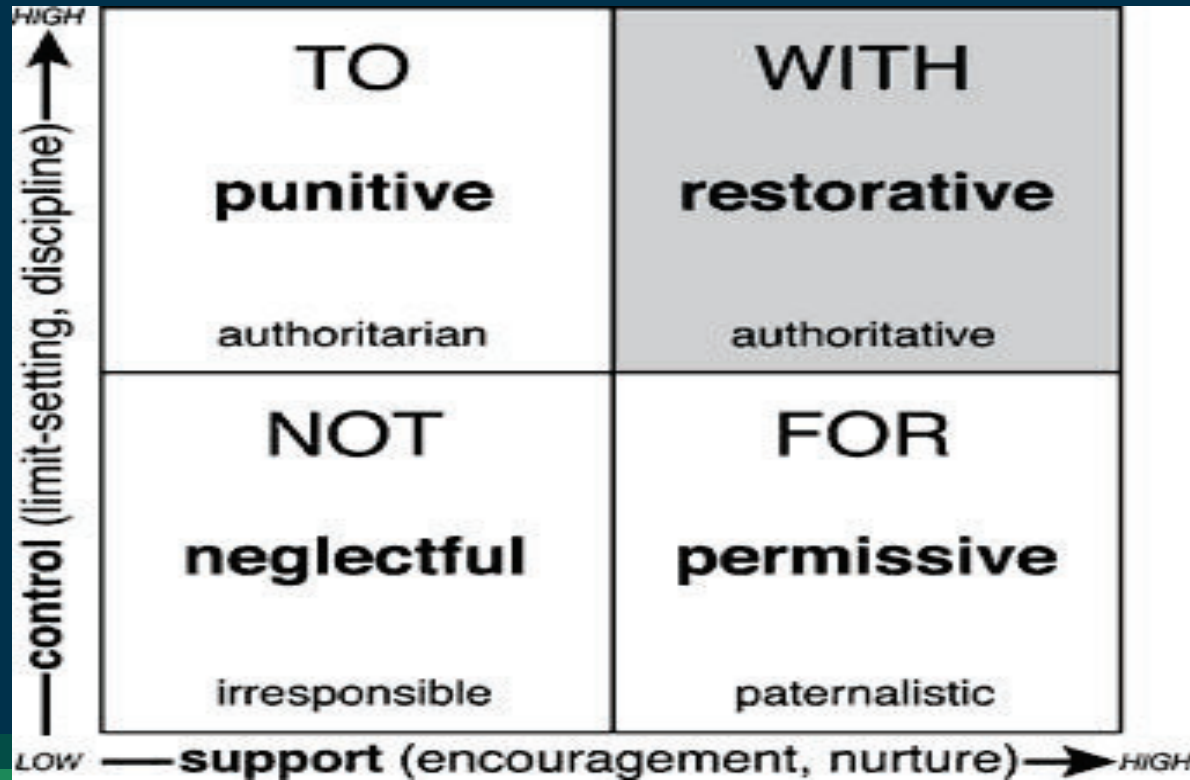 HIGH
control (limit-setting, discipline)
TO
punitive
authoritarian
WITH
restorative
authoritative
NOT
neglectful
irresponsible
FOR
permissive
paternalistic
LOW
support (encouragement, nurture)
HIGH